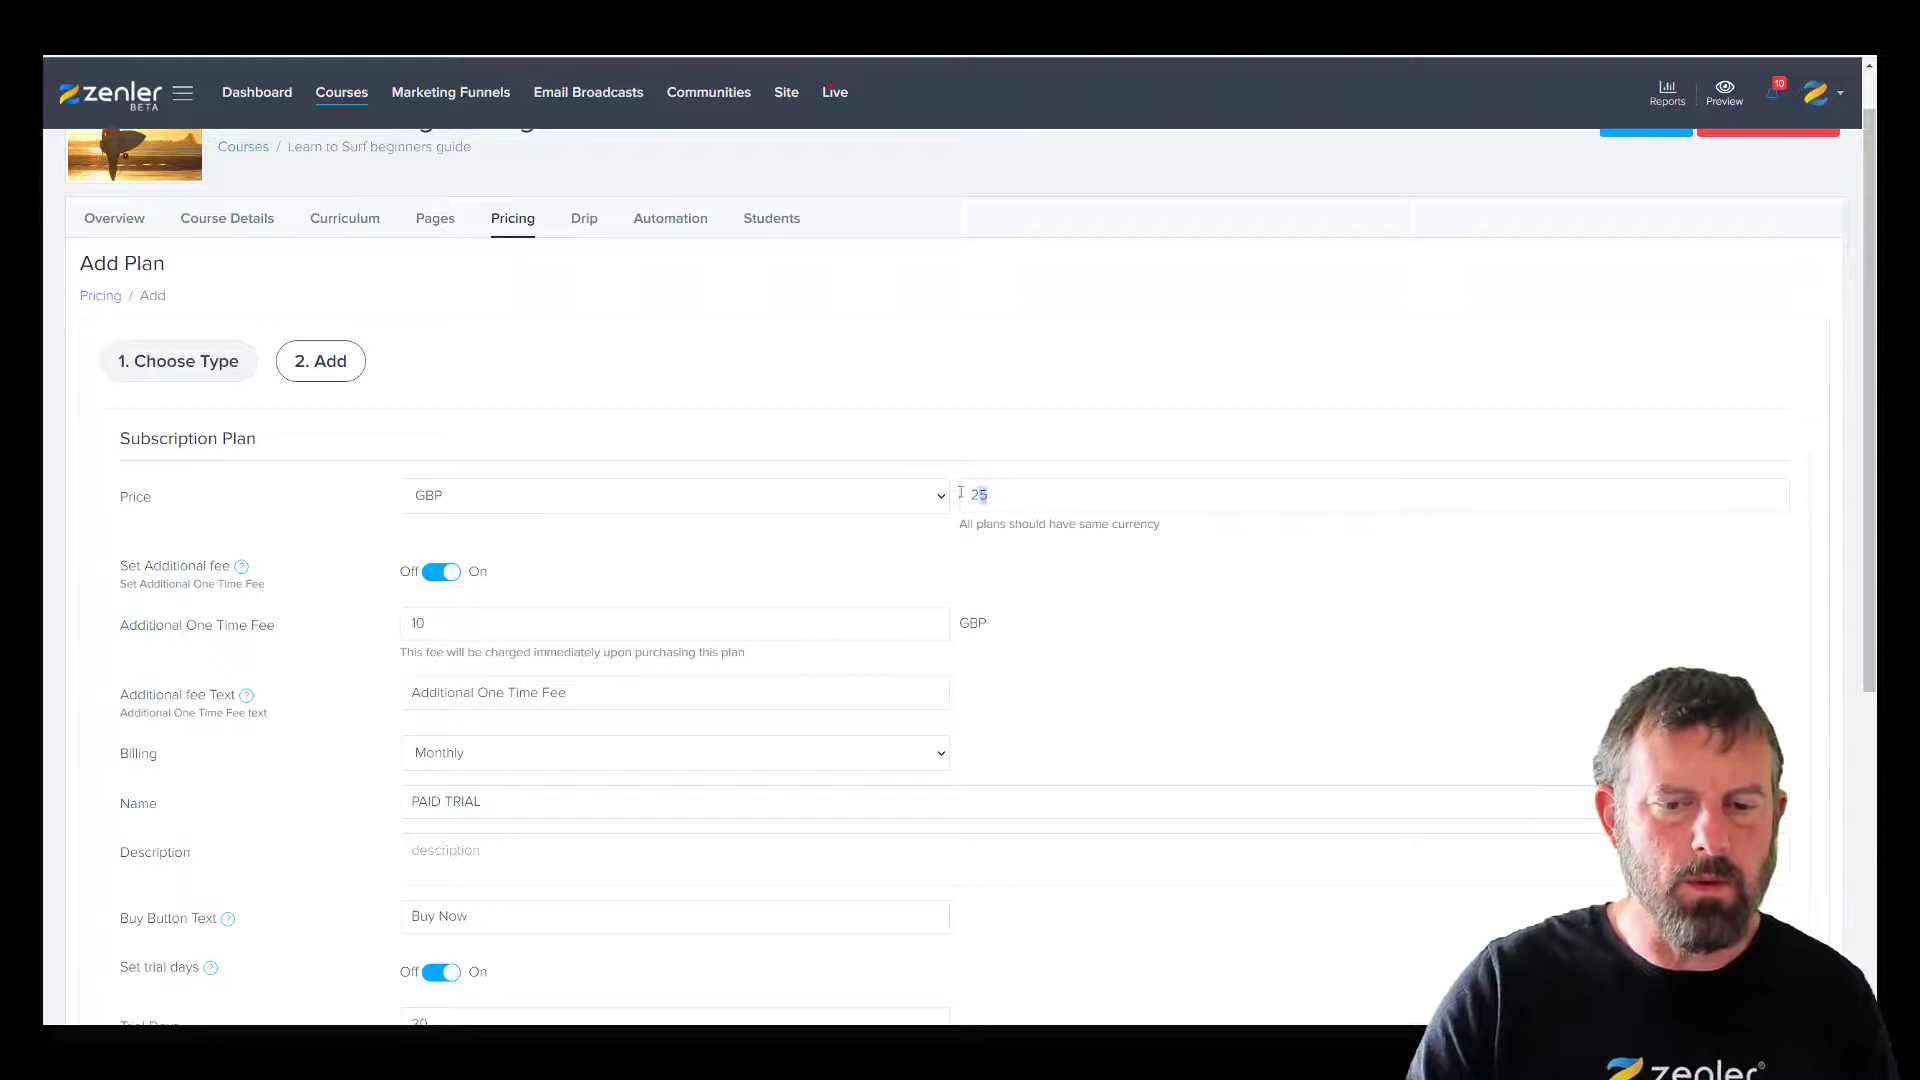 zenler
BETA
Dashboard
Courses
Marketing Funnels
Email Broadcasts
Communities
Site
Live
Reports
Preview
10
Courses / Learn to Surf beginners guide
Overview
Course Details
Curriculum
Pages
Pricing
Drip
Automation
Students
Add Plan
Pricing / Add
1. Choose Type
2. Add
Subscription Plan
Price
GBP
25
All plans should have same currency
Set Additional fee ?
Set Additional One Time Fee
Off On
Additional One Time Fee
10
GBP
This fee will be charged immediately upon purchasing this plan
Additional fee Text ?
Additional One Time Fee text
Additional One Time Fee
Billing
Monthly
Name
PAID TRIAL
Description
description
Buy Button Text ?
Buy Now
Set trial days ?
Off On
Trial Days
30
zenler®